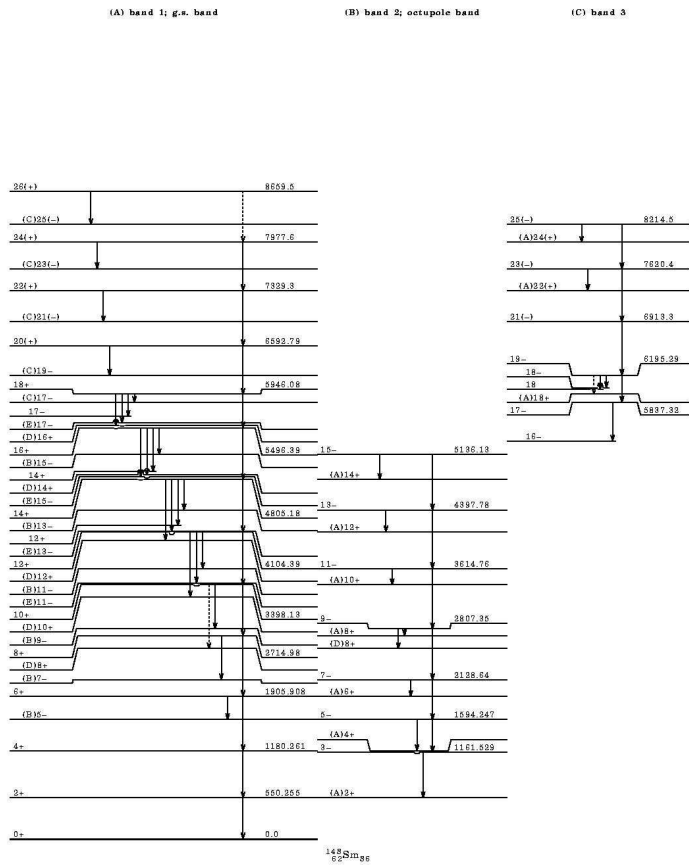 (A) band 1; g.s. band
(B) band 2; octupole band
(C) band 3
26(+) 8659.5
(C)25(−)
24(+) 7977.6
(C)23(−)
22(+) 7329.3
(C)21(−)
20(+) 6592.79
(C)19−
18+ 5946.08
(C)17−
17−
(E)17−
(D)16+
16+ 5496.39
(B)15−
14+
(D)14+
(E)15−
14+ 4805.18
(B)13−
12+
(E)13−
12+ 4104.39
(D)12+
(B)11−
(E)11−
10+ 3398.13
(D)10+
(B)9−
8+ 2714.98
(D)8+
(B)7−
6+ 1905.908
(B)5−
4+ 1180.261
2+ 550.255
0+ 0.0
15− 5136.13
(A)14+
13− 4397.78
(A)12+
11− 3614.76
(A)10+
9− 2807.35
(A)8+
(D)8+
7− 2128.64
(A)6+
5− 1594.247
(A)4+
3− 1161.529
(A)2+
25(−) 8214.5
(A)24(+)
23(−) 7620.4
(A)22(+)
21(−) 6913.3
19− 6195.29
18−
18
(A)18+
17− 5837.32
16−
148
62Sm86